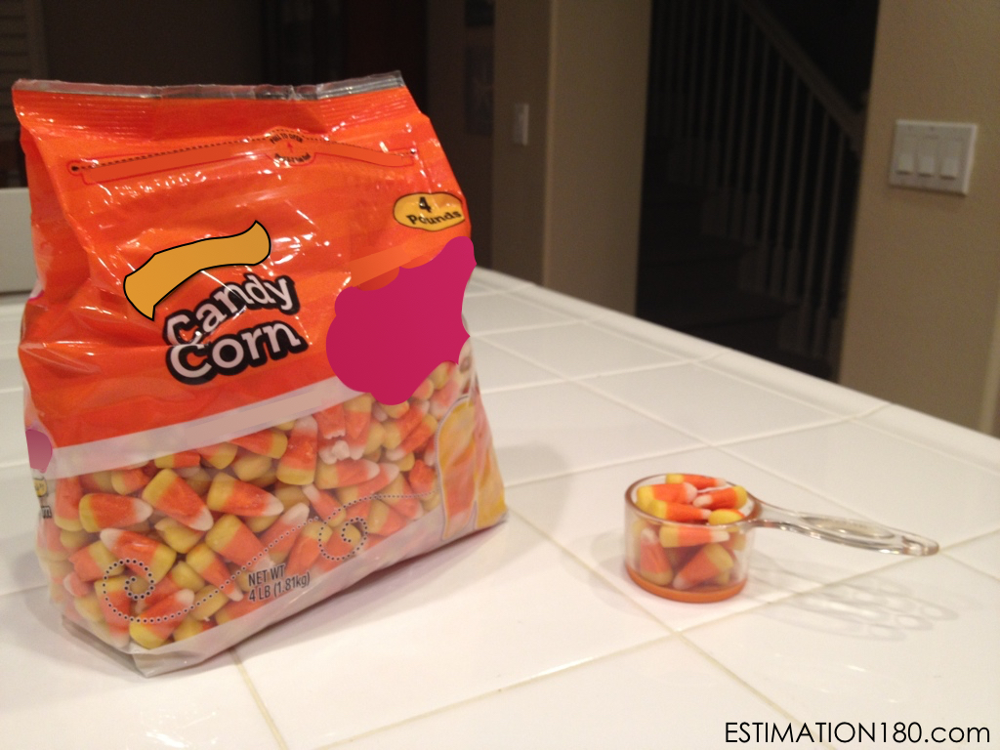 4
Pounds
Candy
Corn
NET WT
4 LB (1.81kg)
ESTIMATION180.com